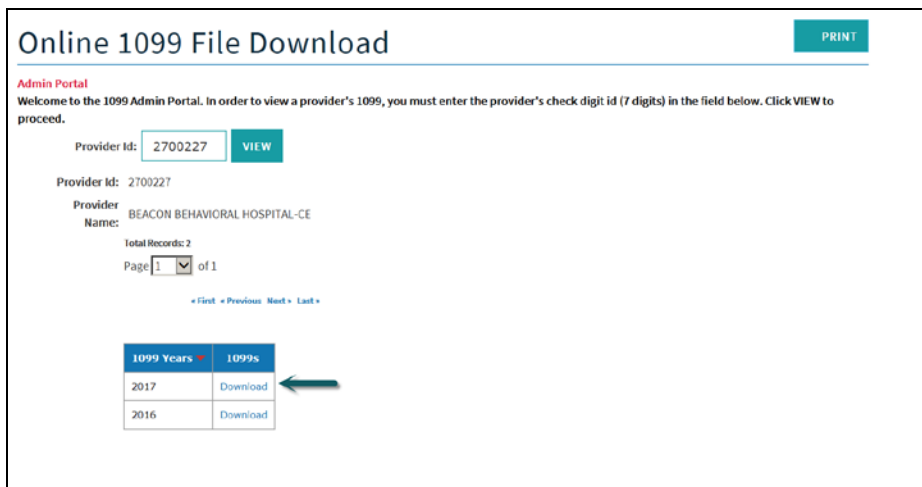 Online 1099 File Download
PRINT
Admin Portal
Welcome to the 1099 Admin Portal. In order to view a provider's 1099, you must enter the provider's check digit id (7 digits) in the field below. Click VIEW to
proceed.
Provider Id: 2700227 VIEW
Provider Id: 2700227
Provider
Name: BEACON BEHAVIORAL HOSPITAL-CE
Total Records: 2
Page 1 of 1
« First « Previous Next » Last »
1099 Years 1099s
2017 Download
2016 Download